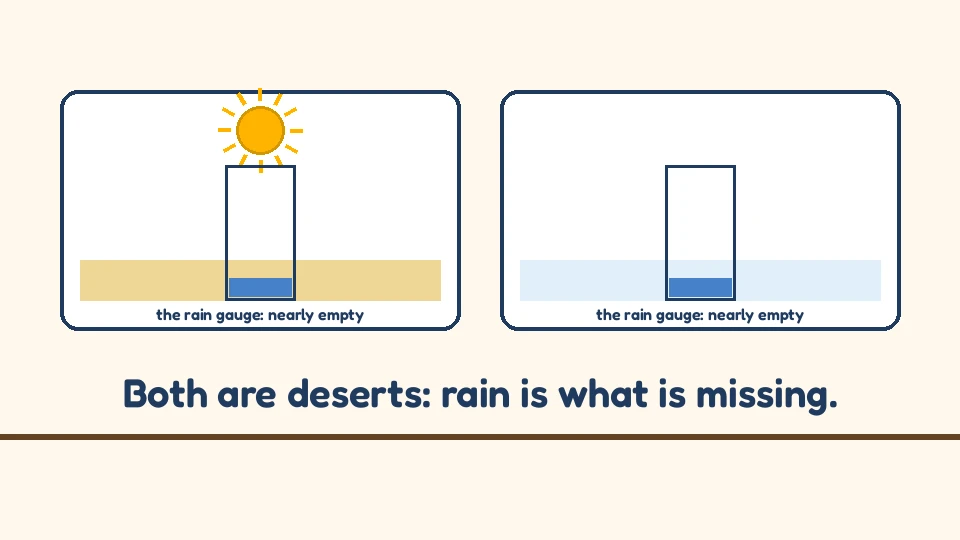 the rain gauge: nearly empty
the rain gauge: nearly empty
Both are deserts: rain is what is missing.